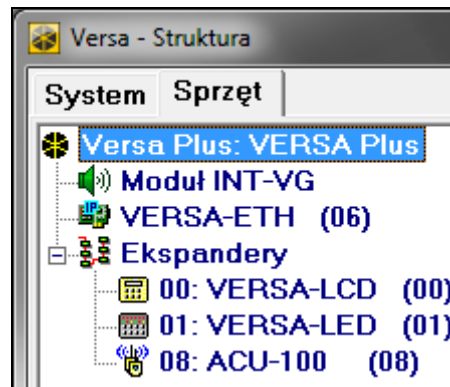 Versa - Struktura
System Sprzęt
Versa Plus: VERSA Plus
Moduł INT-VG
IP
VERSA-ETH (06)
Ekspandery
00: VERSA-LCD (00)
01: VERSA-LED (01)
08: ACU-100 (08)